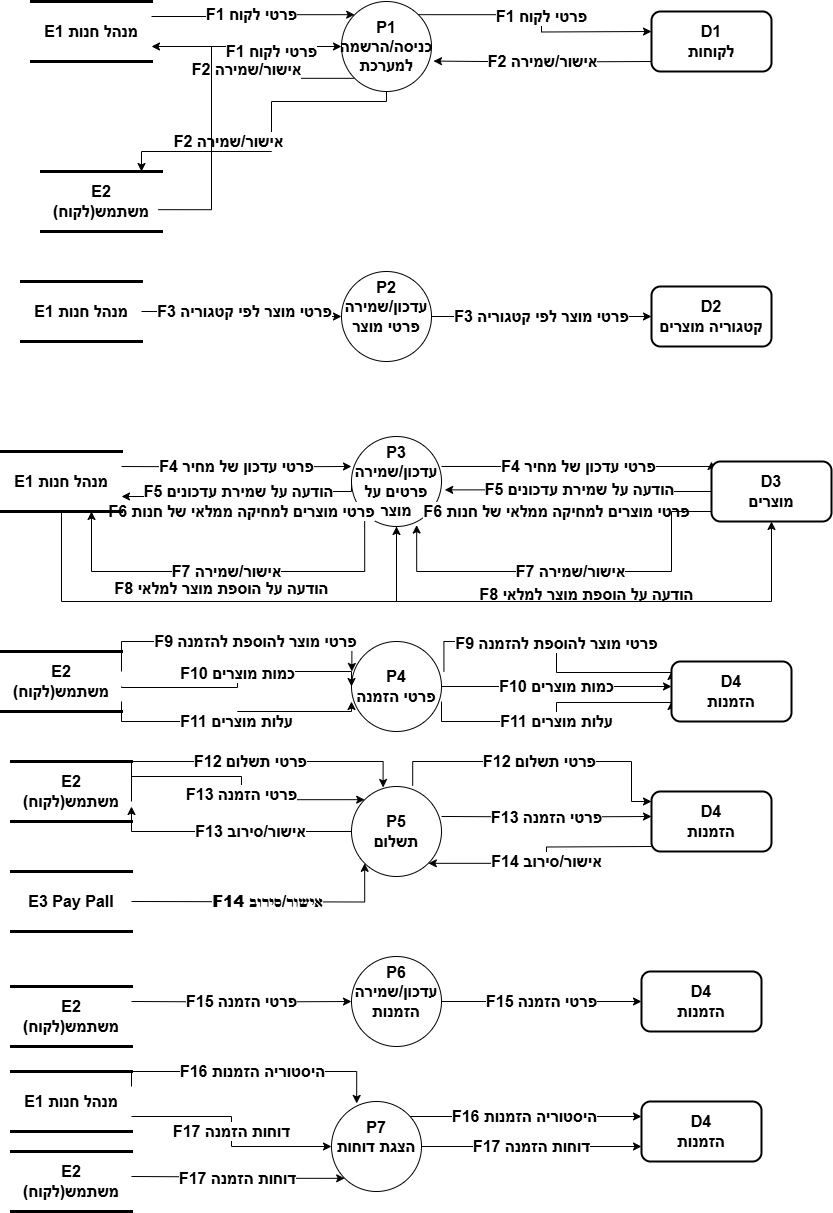 פרטי לקוח F1
מנהל חנות E1
P1
כניסה/הרשמה
למערכת
פרטי לקוח F1
D1
לקוחות
פרטי לקוח F1
אישור/שמירה F2
אישור/שמירה F2
אישור/שמירה F2
E2
משתמש(לקוח)
מנהל חנות E1
פרטי מוצר לפי קטגוריה F3
P2
עדכון/שמירה
פרטי מוצר
פרטי מוצר לפי קטגוריה F3
D2
קטגוריה מוצרים
מנהל חנות E1
פרטי עדכון של מחיר F4
הודעה על שמירת עדכונים F5
פרטי מוצרים למחיקה ממלאי של חנות F6
P3
עדכון/שמירה
פרטים על
מוצר
פרטי עדכון של מחיר F4
הודעה על שמירת עדכונים F5
פרטי מוצרים למחיקה ממלאי של חנות F6
D3
מוצרים
אישור/שמירה F7
הודעה על הוספת מוצר למלאי F8
אישור/שמירה F7
הודעה על הוספת מוצר למלאי F8
E2
משתמש(לקוח)
פרטי מוצר להוספת להזמנה F9
כמות מוצרים F10
עלות מוצרים F11
P4
פרטי הזמנה
פרטי מוצר להוספת להזמנה F9
כמות מוצרים F10
עלות מוצרים F11
D4
הזמנות
E2
משתמש(לקוח)
פרטי תשלום F12
פרטי הזמנה F13
אישור/סירוב F13
P5
תשלום
פרטי תשלום F12
פרטי הזמנה F13
אישור/סירוב F14
D4
הזמנות
E3 Pay Pall
אישור/סירוב F14
E2
משתמש(לקוח)
פרטי הזמנה F15
P6
עדכון/שמירה
הזמנות
פרטי הזמנה F15
D4
הזמנות
מנהל חנות E1
היסטוריה הזמנות F16
דוחות הזמנה F17
P7
הצגת דוחות
היסטוריה הזמנות F16
דוחות הזמנה F17
D4
הזמנות
E2
משתמש(לקוח)
דוחות הזמנה F17